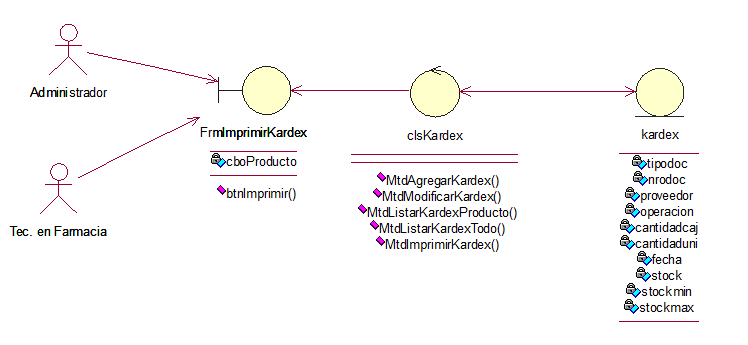 Administrador
Tec. en Farmacia
FrmImprimirKardex
cboProducto
btnImprimir()
clsKardex
MtdAgregarKardex()
MtdModificarKardex()
MtdListarKardexProducto()
MtdListarKardexTodo()
MtdImprimirKardex()
kardex
tipodoc
nrodoc
proveedor
operacion
cantidadcaj
cantidaduni
fecha
stock
stockmin
stockmax